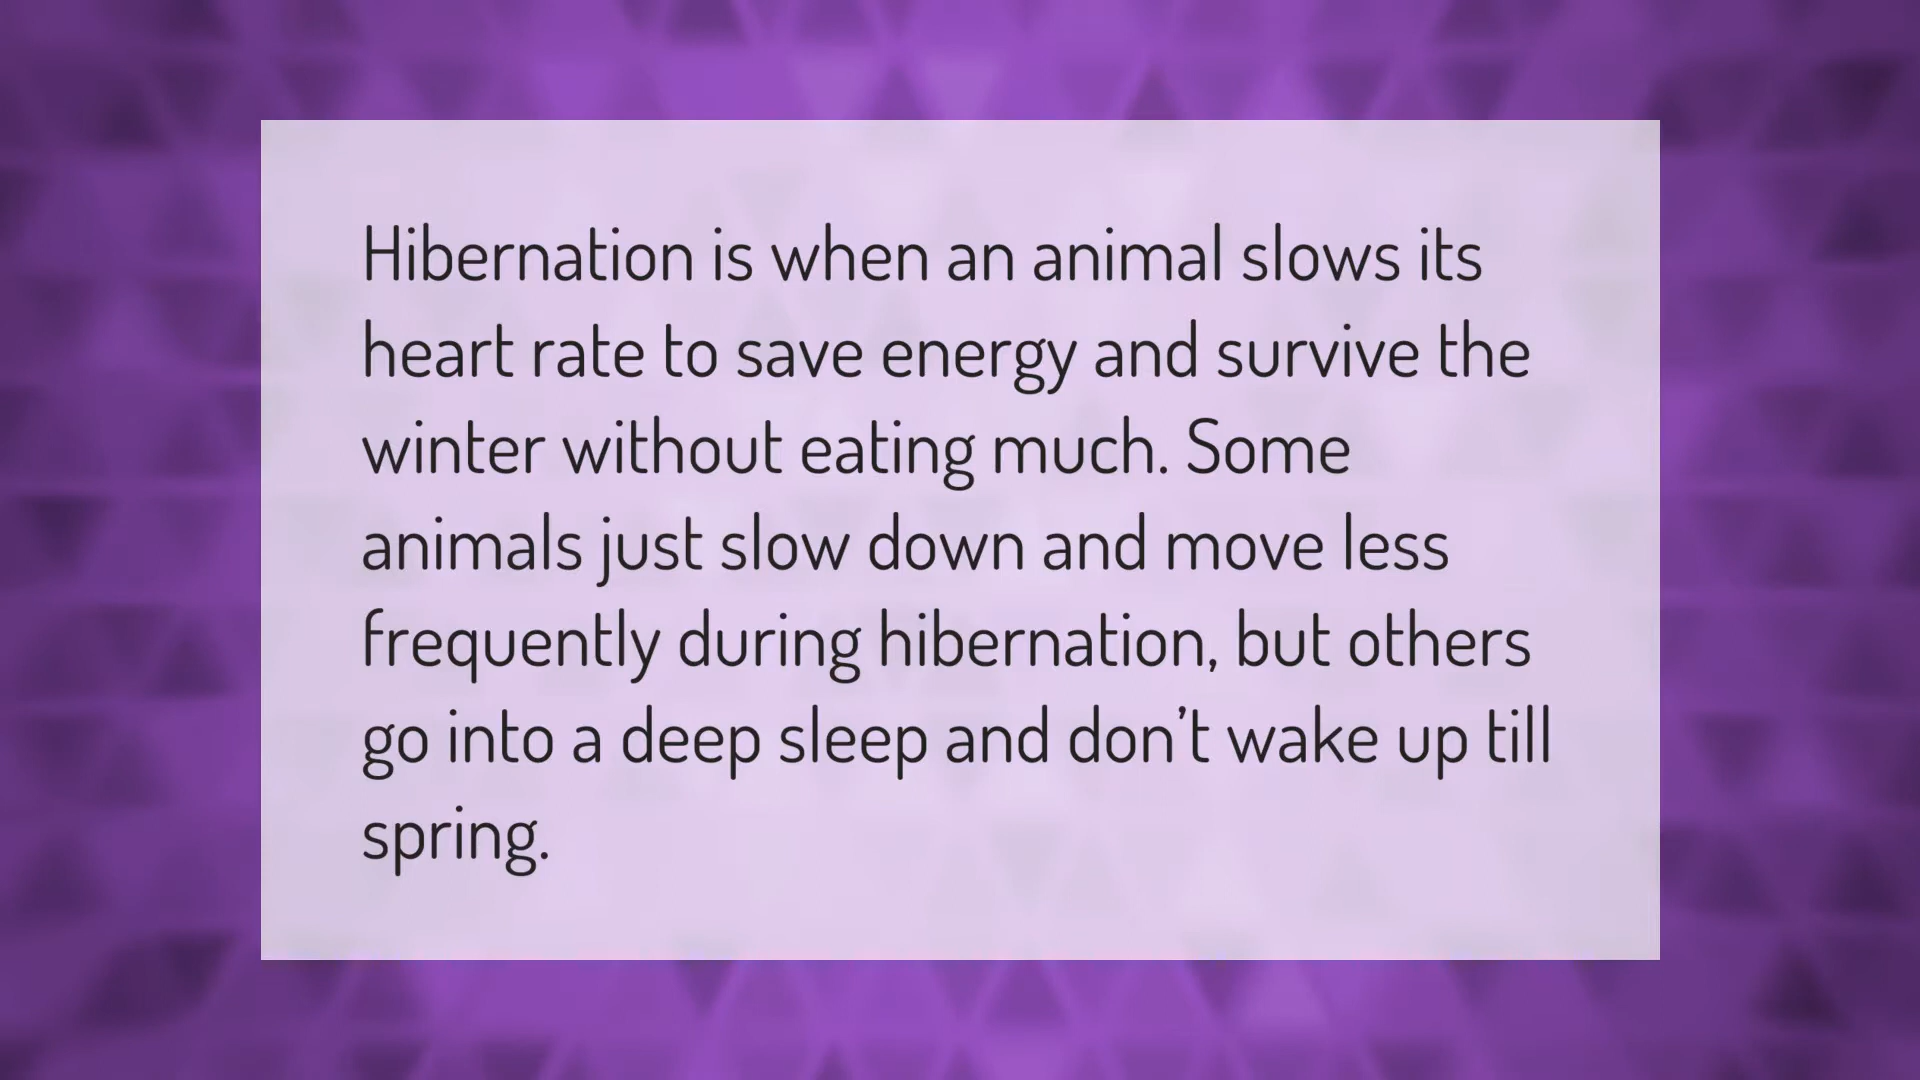 Hibernation is when an animal slows its
heart rate to save energy and survive the
winter without eating much. Some
animals just slow down and move less
frequently during hibernation, but others
go into a deep sleep and don't wake up till
spring.